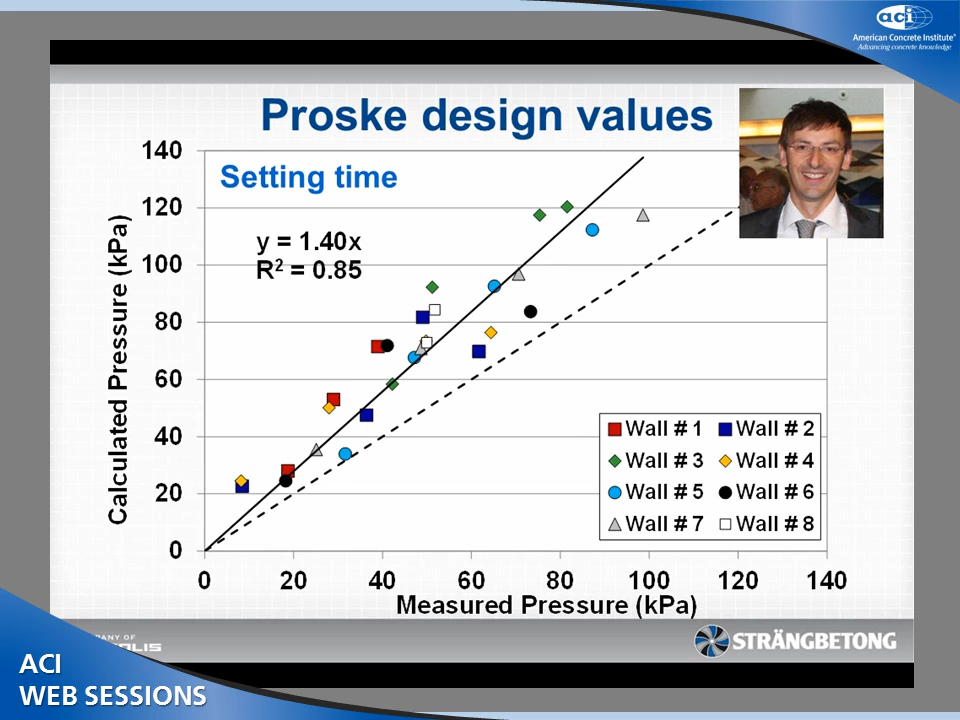 aci
American Concrete Institute®
Advancing concrete knowledge
Proske design values
Setting time
y = 1.40x
R² = 0.85
Calculated Pressure (kPa)
140
120
100
80
60
40
20
0
0 20 40 60 80 100 120 140
Measured Pressure (kPa)
Wall # 1 Wall # 2
Wall # 3 Wall # 4
Wall # 5 Wall # 6
Wall # 7 Wall # 8
STRÄNGBETONG
ACI
WEB SESSIONS